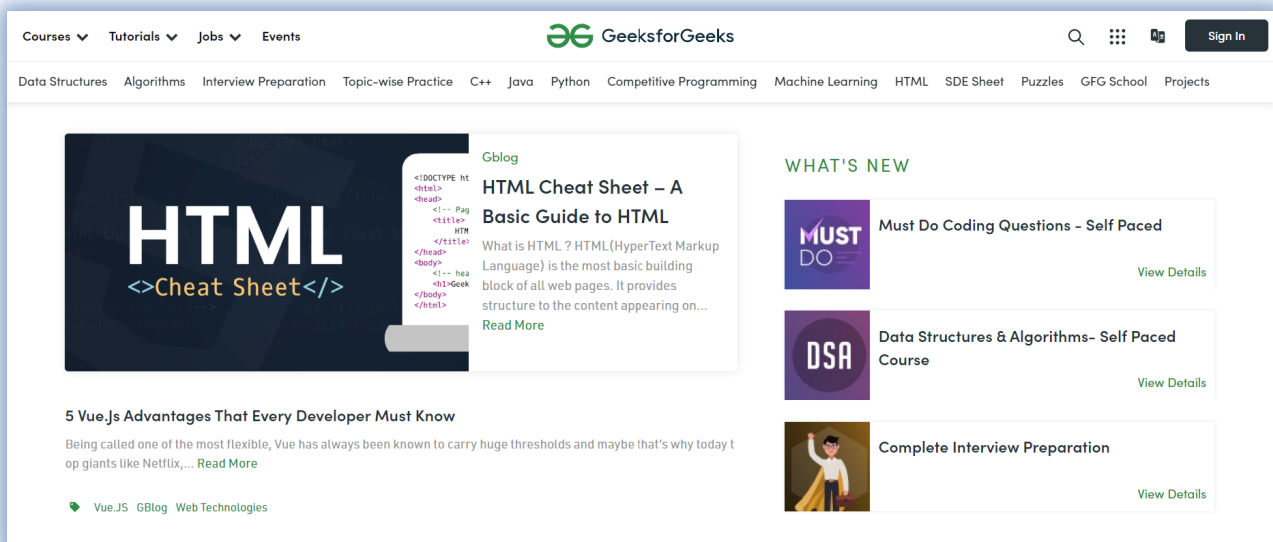 Courses Tutorials Jobs Events GeeksforGeeks Sign In
Data Structures Algorithms Interview Preparation Topic-wise Practice C++ Java Python Competitive Programming Machine Learning HTML SDE Sheet Puzzles GFG School Projects
HTML
<>Cheat Sheet</>
<!DOCTYPE ht
<html>
<head>
<!-- Pag
<title>
HTM
</title>
</head>
<body>
<!-- hea
<h1>Geek
</body>
</html>
Gblog
HTML Cheat Sheet – A
Basic Guide to HTML
What is HTML ? HTML(HyperText Markup
Language) is the most basic building
block of all web pages. It provides
structure to the content appearing on...
Read More
5 Vue.Js Advantages That Every Developer Must Know
Being called one of the most flexible, Vue has always been known to carry huge thresholds and maybe that's why today t
op giants like Netflix,... Read More
Vue.JS GBlog Web Technologies
WHAT'S NEW
MUST
DO
Must Do Coding Questions - Self Paced
View Details
DSA
Data Structures & Algorithms- Self Paced
Course
View Details
Complete Interview Preparation
View Details